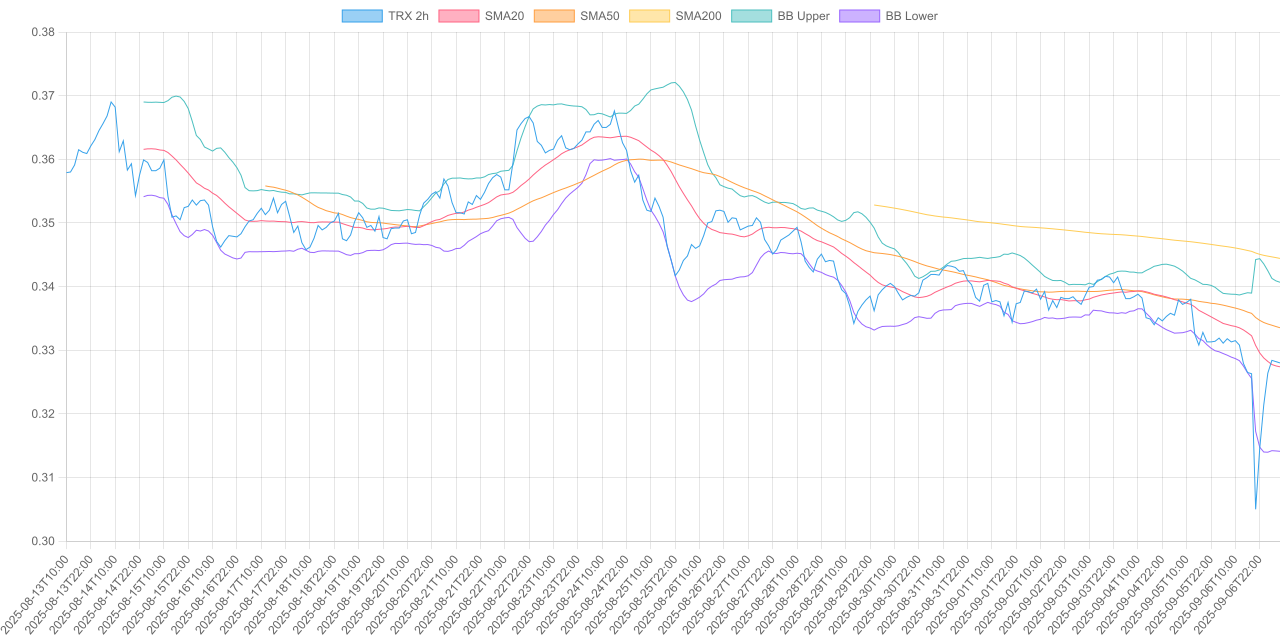 TRX 2h SMA20 SMA50 SMA200 BB Upper BB Lower
0.38
0.37
0.36
0.35
0.34
0.33
0.32
0.31
0.30
2025-08-13T10:00
2025-08-13T22:00
2025-08-14T10:00
2025-08-14T22:00
2025-08-15T10:00
2025-08-15T22:00
2025-08-16T10:00
2025-08-16T22:00
2025-08-17T10:00
2025-08-17T22:00
2025-08-18T10:00
2025-08-18T22:00
2025-08-19T10:00
2025-08-19T22:00
2025-08-20T10:00
2025-08-20T22:00
2025-08-21T10:00
2025-08-21T22:00
2025-08-22T10:00
2025-08-22T22:00
2025-08-23T10:00
2025-08-23T22:00
2025-08-24T10:00
2025-08-24T22:00
2025-08-25T10:00
2025-08-25T22:00
2025-08-26T10:00
2025-08-26T22:00
2025-08-27T10:00
2025-08-27T22:00
2025-08-28T10:00
2025-08-28T22:00
2025-08-29T10:00
2025-08-29T22:00
2025-08-30T10:00
2025-08-30T22:00
2025-08-31T10:00
2025-08-31T22:00
2025-09-01T10:00
2025-09-01T22:00
2025-09-02T10:00
2025-09-02T22:00
2025-09-03T10:00
2025-09-03T22:00
2025-09-04T10:00
2025-09-04T22:00
2025-09-05T10:00
2025-09-05T22:00
2025-09-06T10:00
2025-09-06T22:00